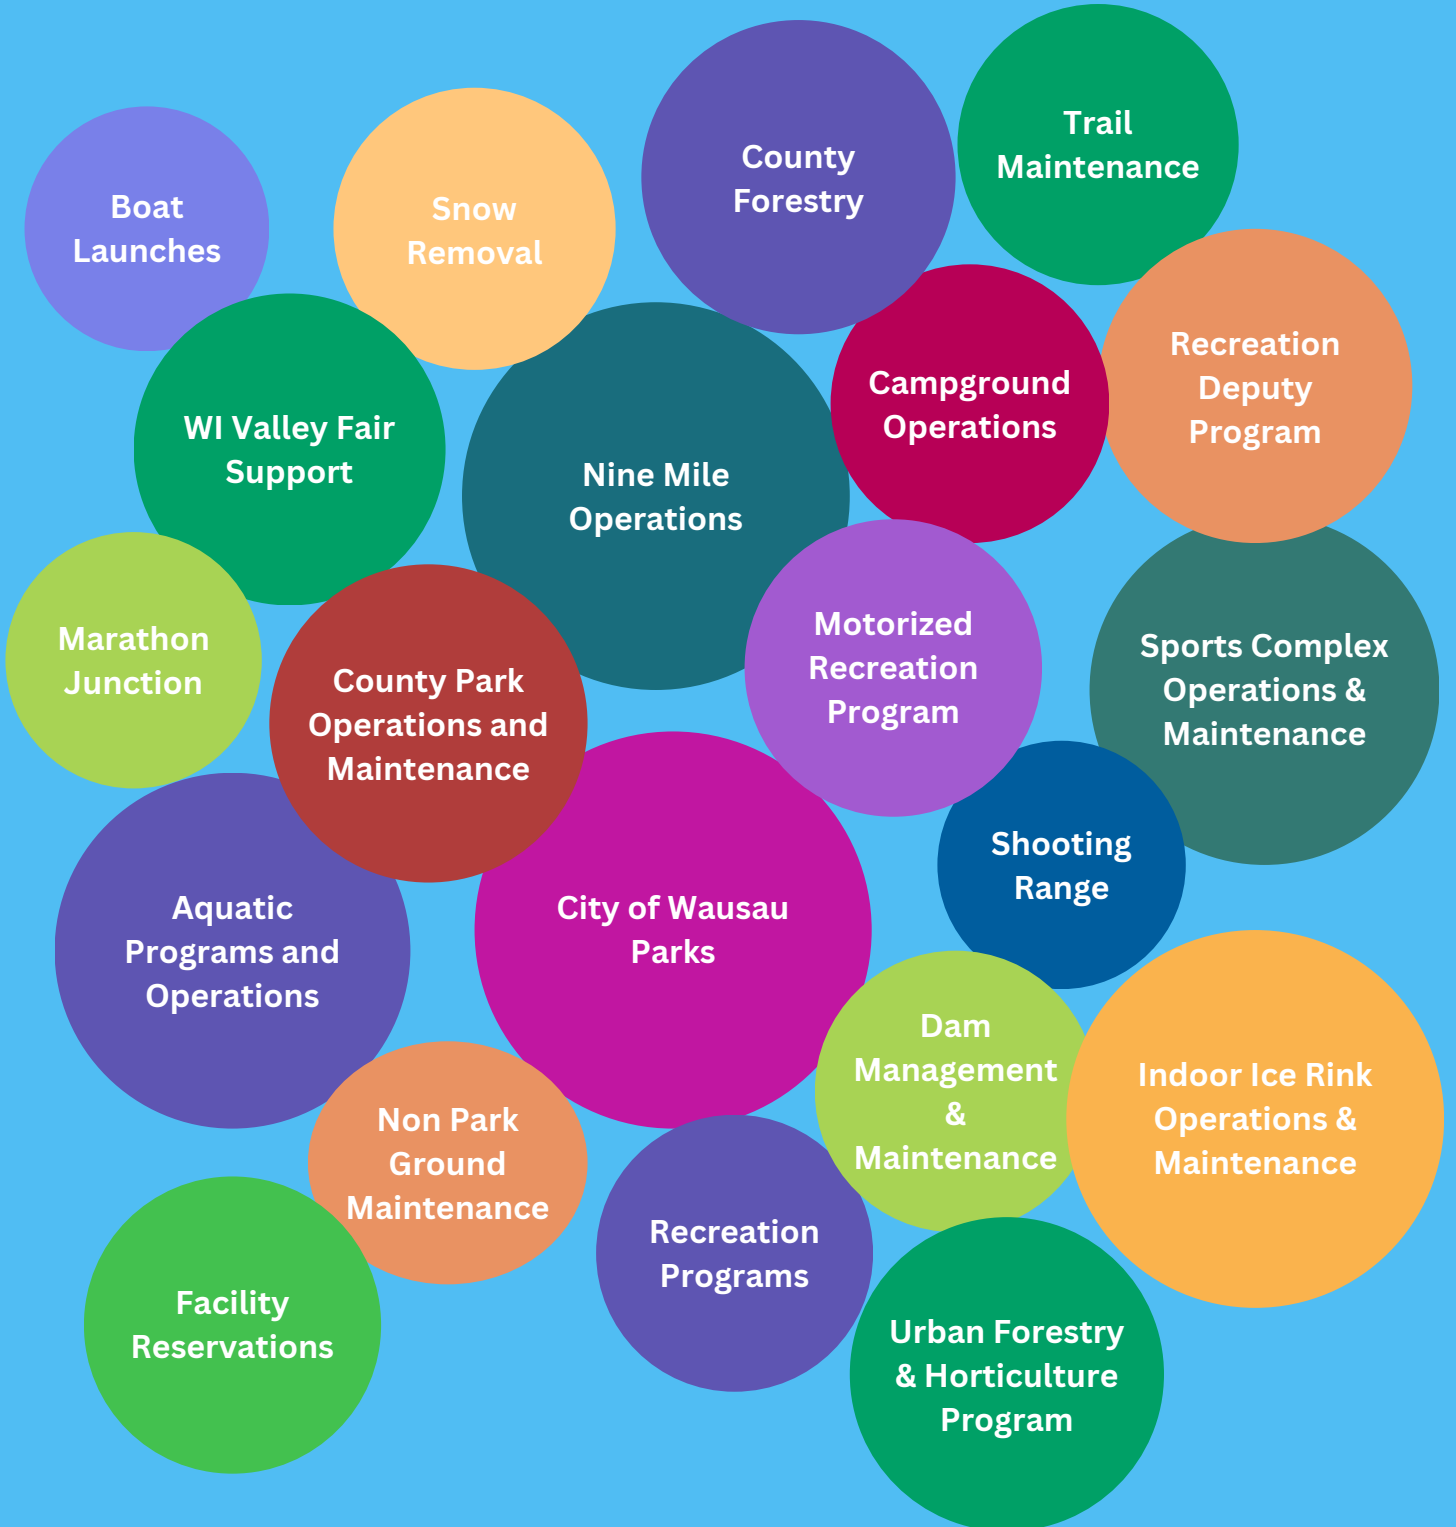 Trail
Maintenance
County
Forestry
Boat
Launches
Snow
Removal
Recreation
Deputy
Program
Campground
Operations
WI Valley Fair
Support
Nine Mile
Operations
Marathon
Junction
Motorized
Recreation
Program
Sports Complex
Operations &
Maintenance
County Park
Operations and
Maintenance
Shooting
Range
Aquatic
Programs and
Operations
City of Wausau
Parks
Dam
Management
&
Maintenance
Indoor Ice Rink
Operations &
Maintenance
Non Park
Ground
Maintenance
Recreation
Programs
Facility
Reservations
Urban Forestry
& Horticulture
Program